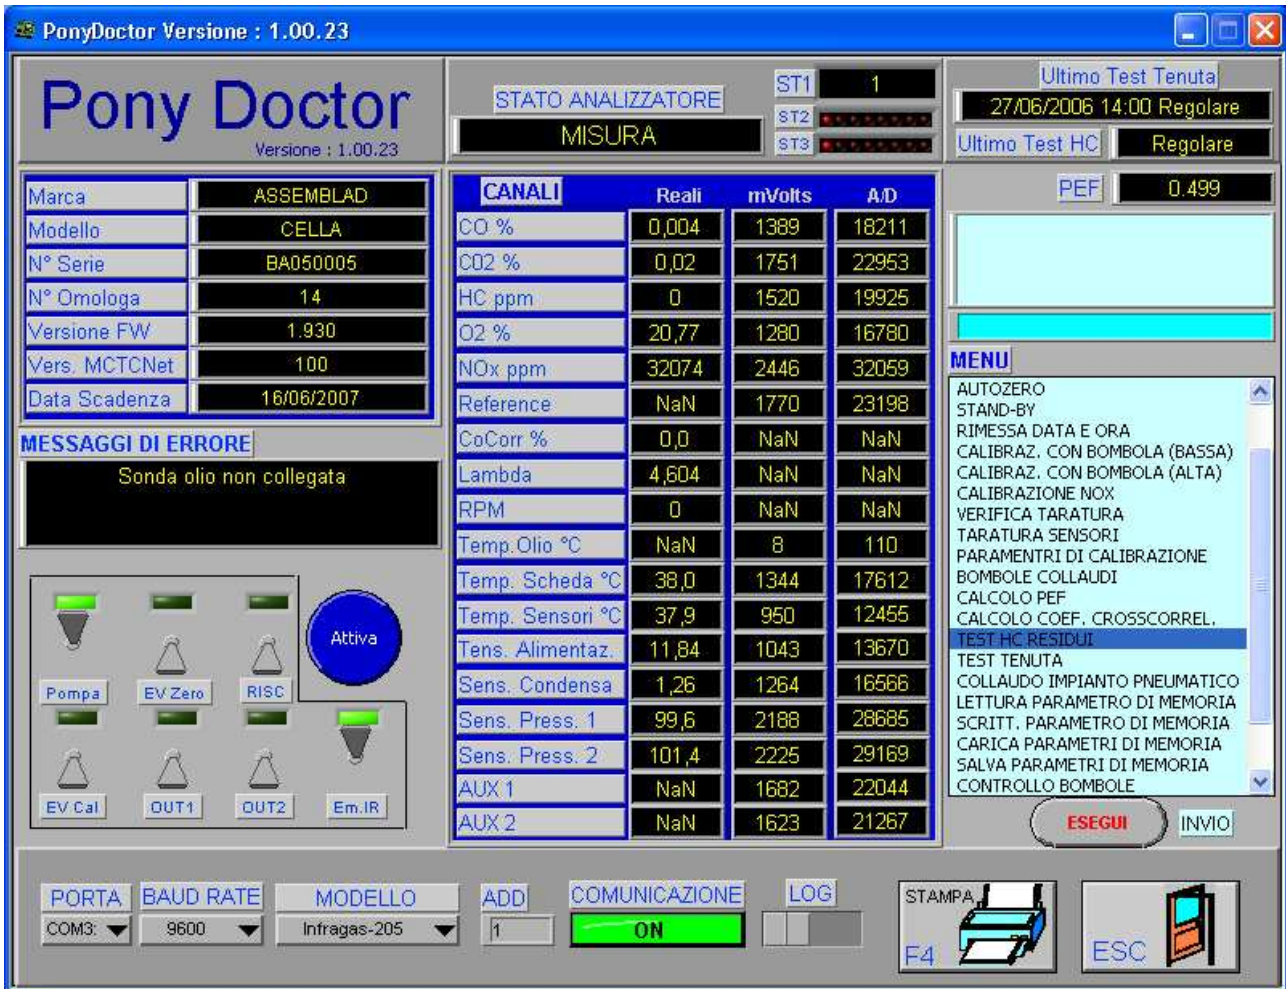 PonyDoctor Versione : 1.00.23
Pony Doctor
Versione : 1.00.23
STATO ANALIZZATORE
MISURA
ST1 1
ST2
ST3
Ultimo Test Tenuta
27/06/2006 14:00 Regolare
Ultimo Test HC Regolare
Marca ASSEMBLAD
Modello CELLA
N° Serie BA050005
N° Omologa 14
Versione FW 1.930
Vers. MCTCNet 100
Data Scadenza 16/06/2007
MESSAGGI DI ERRORE
Sonda olio non collegata
Pompa EV Zero RISC Attiva
EV Cal OUT1 OUT2 Em.IR
CANALI Reali mVolts A/D
CO % 0,004 1389 18211
C02 % 0,02 1751 22953
HC ppm 0 1520 19925
O2 % 20,77 1280 16780
NOx ppm 32074 2446 32059
Reference NaN 1770 23198
CoCorr % 0,0 NaN NaN
Lambda 4,604 NaN NaN
RPM 0 NaN NaN
Temp.Olio °C NaN 8 110
Temp. Scheda °C 38,0 1344 17612
Temp. Sensori °C 37,9 950 12455
Tens. Alimentaz. 11,84 1043 13670
Sens. Condensa 1,26 1264 16566
Sens. Press. 1 99,6 2188 28685
Sens. Press. 2 101,4 2225 29169
AUX 1 NaN 1682 22044
AUX 2 NaN 1623 21267
PEF 0.499
MENU
AUTOZERO
STAND-BY
RIMESSA DATA E ORA
CALIBRAZ. CON BOMBOLA (BASSA)
CALIBRAZ. CON BOMBOLA (ALTA)
CALIBRAZIONE NOX
VERIFICA TARATURA
TARATURA SENSORI
PARAMENTRI DI CALIBRAZIONE
BOMBOLE COLLAUDI
CALCOLO PEF
CALCOLO COEF. CROSSCORREL.
TEST HC RESIDUI
TEST TENUTA
COLLAUDO IMPIANTO PNEUMATICO
LETTURA PARAMETRO DI MEMORIA
SCRITT. PARAMETRO DI MEMORIA
CARICA PARAMETRI DI MEMORIA
SALVA PARAMETRI DI MEMORIA
CONTROLLO BOMBOLE
ESEGUI INVIO
PORTA BAUD RATE MODELLO ADD COMUNICAZIONE LOG
COM3: 9600 Infragas-205 1 ON
STAMPA
F4
ESC